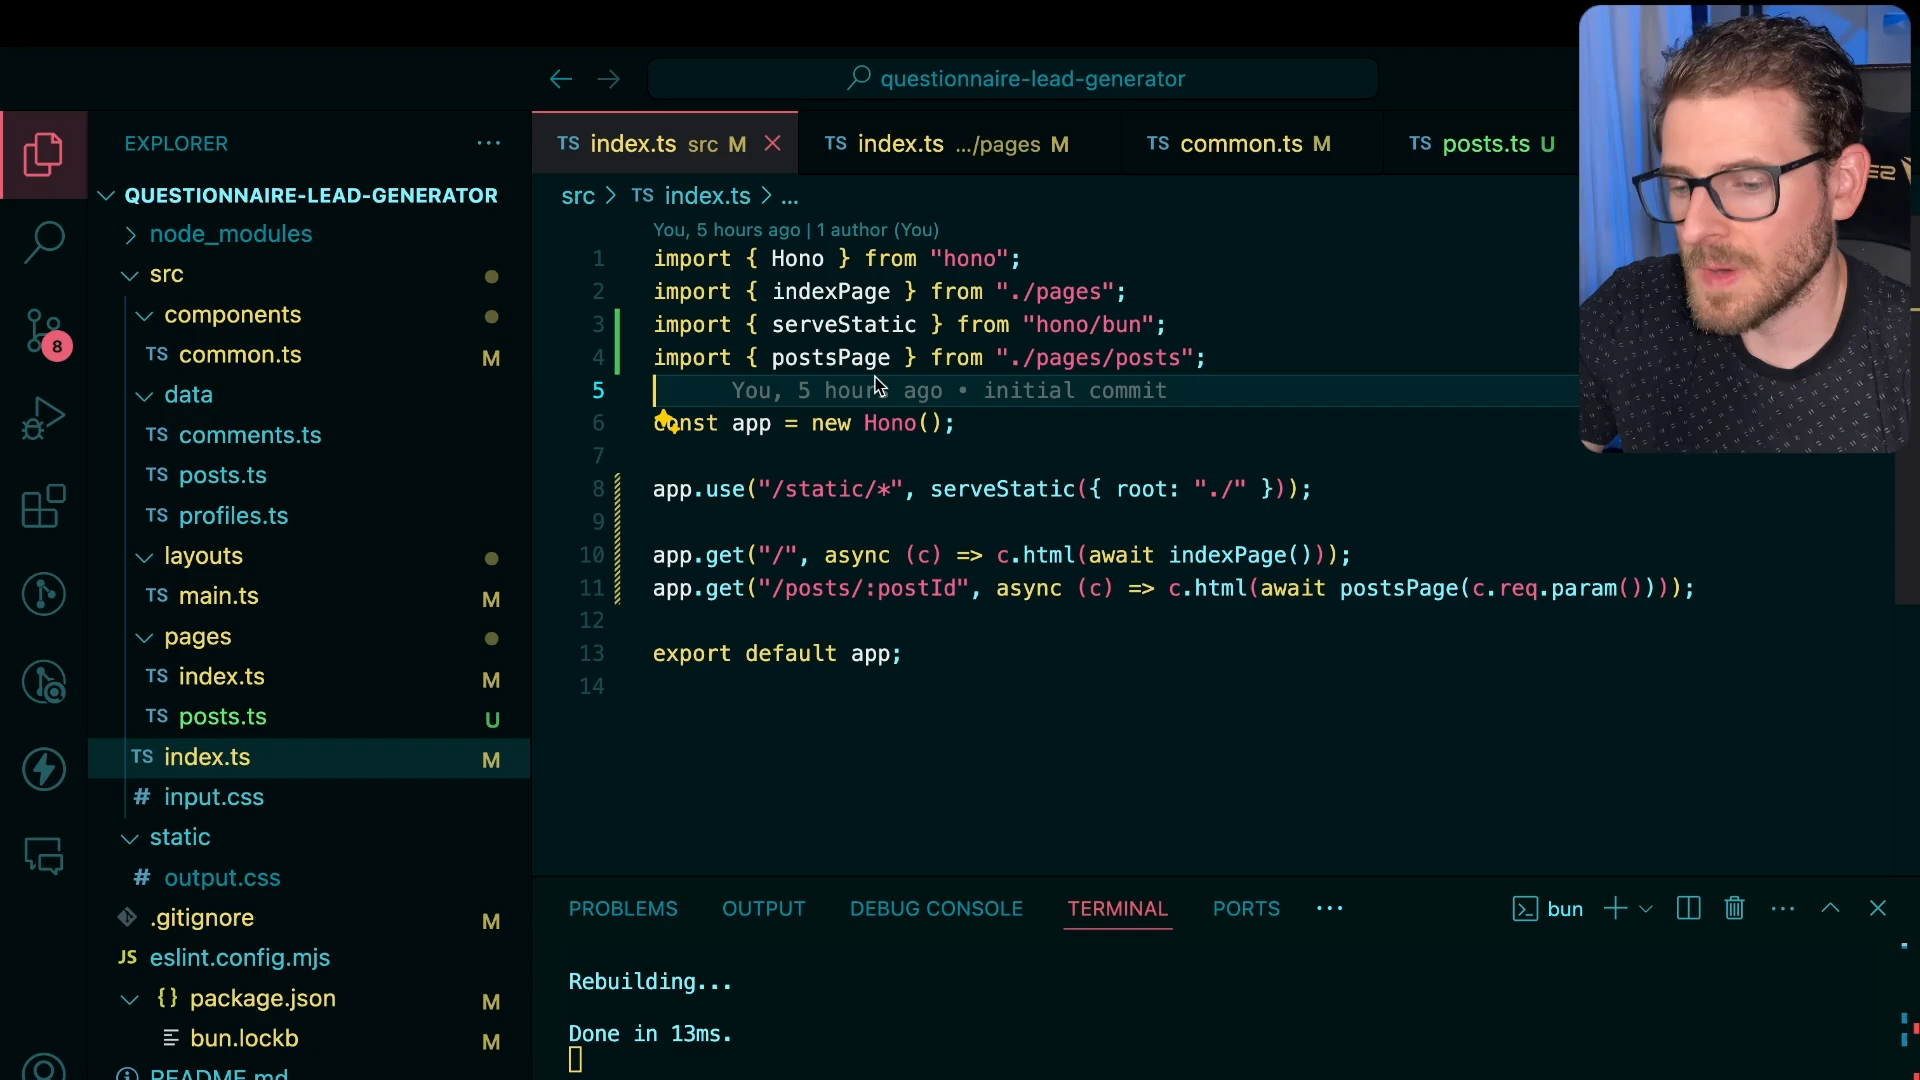 questionnaire-lead-generator
EXPLORER
QUESTIONNAIRE-LEAD-GENERATOR
node_modules
src
components
TS common.ts M
data
TS comments.ts
TS posts.ts
TS profiles.ts
layouts
TS main.ts M
pages
TS index.ts M
TS posts.ts U
TS index.ts M
# input.css
static
# output.css
.gitignore M
JS eslint.config.mjs
{} package.json M
bun.lockb M
README.md
8
TS index.ts src M
TS index.ts .../pages M
TS common.ts M
TS posts.ts U
src > TS index.ts > ...
You, 5 hours ago | 1 author (You)
1 import { Hono } from "hono";
2 import { indexPage } from "./pages";
3 import { serveStatic } from "hono/bun";
4 import { postsPage } from "./pages/posts";
5 You, 5 hours ago • initial commit
6 const app = new Hono();
7
8 app.use("/static/*", serveStatic({ root: "./" }));
9
10 app.get("/", async (c) => c.html(await indexPage()));
11 app.get("/posts/:postId", async (c) => c.html(await postsPage(c.req.param())));
12
13 export default app;
14
PROBLEMS OUTPUT DEBUG CONSOLE TERMINAL PORTS ... bun
Rebuilding...
Done in 13ms.